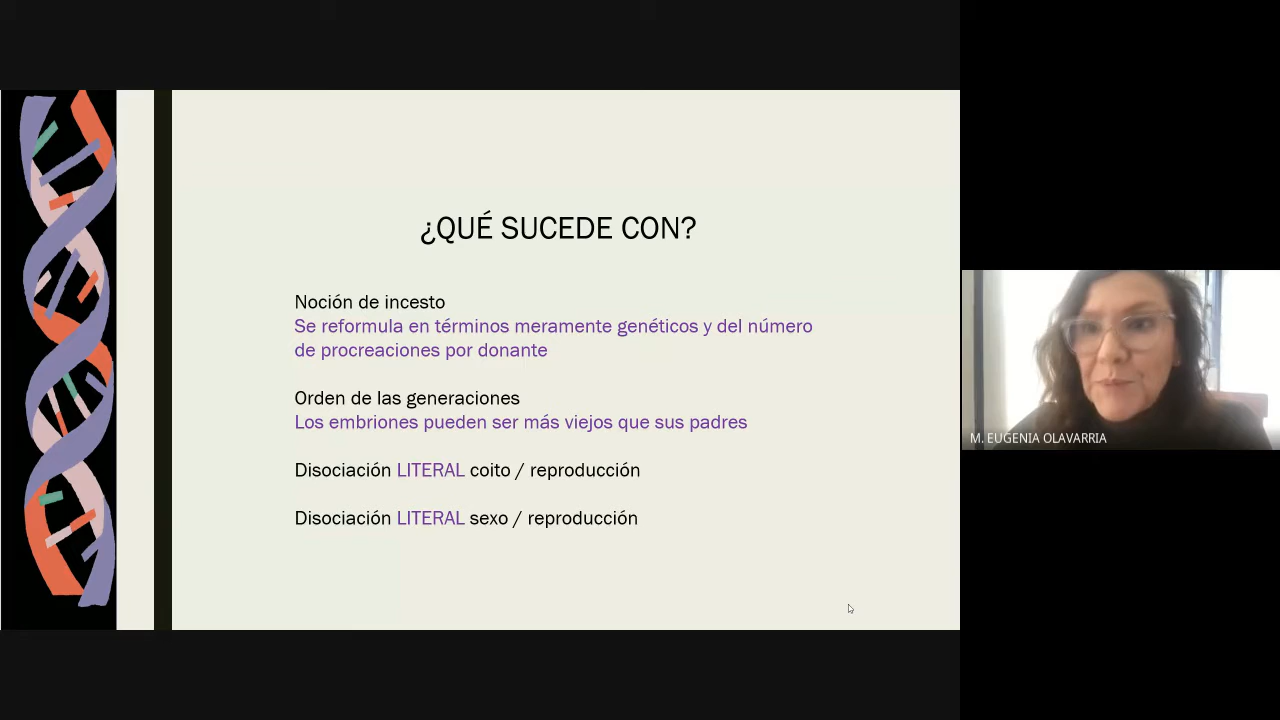 ¿QUÉ SUCEDE CON?
Noción de incesto
Se reformula en términos meramente genéticos y del número
de procreaciones por donante
Orden de las generaciones
Los embriones pueden ser más viejos que sus padres
Disociación LITERAL coito / reproducción
Disociación LITERAL sexo / reproducción
M. EUGENIA OLAVARRIA